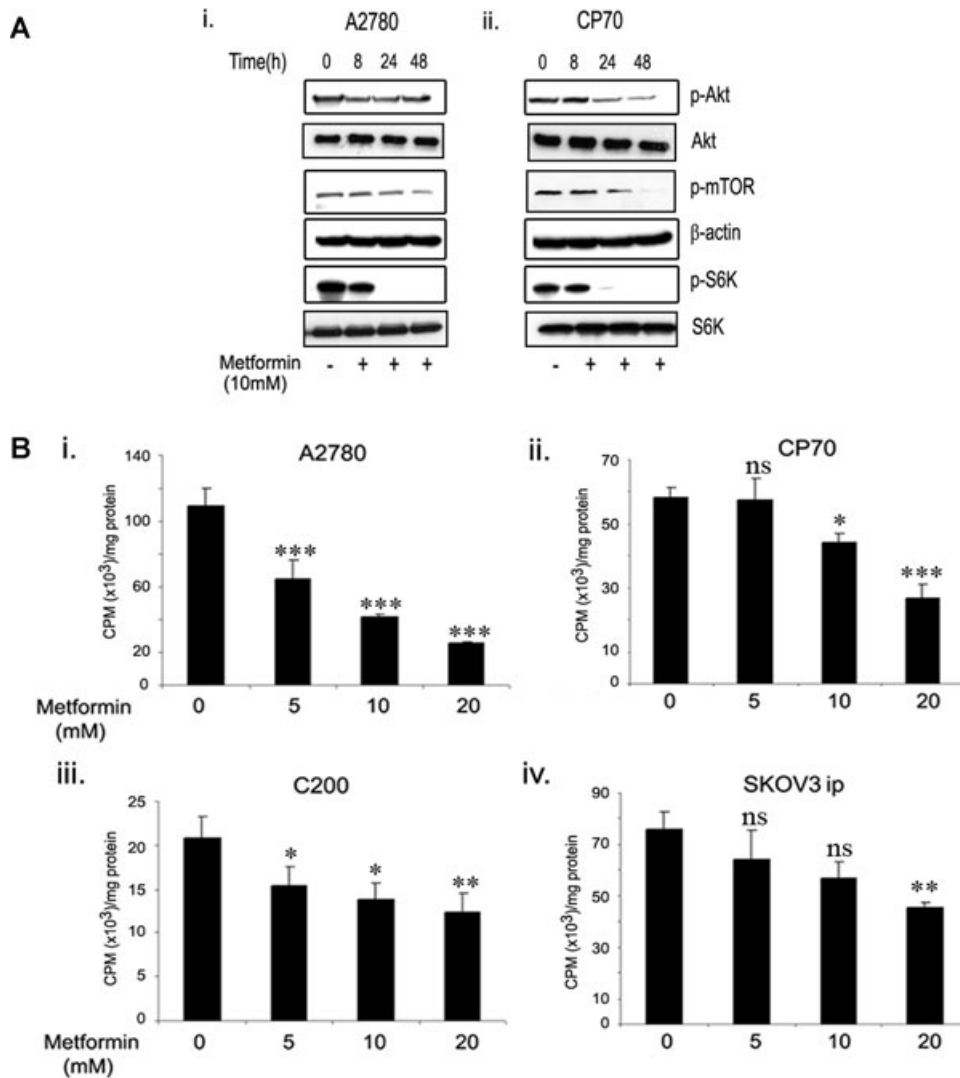 A
i.
A2780
ii.
CP70
Time(h) 0 8 24 48
0 8 24 48
p-Akt
Akt
p-mTOR
β-actin
p-S6K
S6K
Metformin - + + +
(10mM)
- + + +
B
i.
A2780
140
100
60
20
0
CPM (x10³)/mg protein
***
***
***
Metformin 0 5 10 20
(mM)
ii.
CP70
70
50
30
10
0
CPM (x10³)/mg protein
ns
*
***
0 5 10 20
iii.
C200
25
20
15
10
5
0
CPM (x10³)/mg protein
*
*
**
Metformin 0 5 10 20
(mM)
iv.
SKOV3 ip
90
70
50
30
10
0
CPM (x10³)/mg protein
ns
ns
**
0 5 10 20